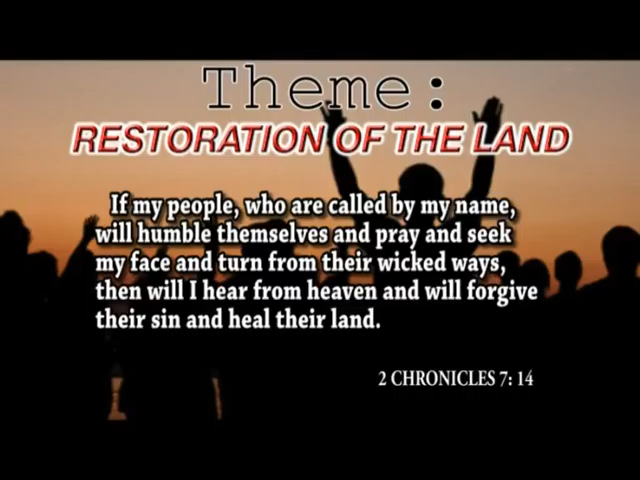 Theme:
RESTORATION OF THE LAND
If my people, who are called by my name,
will humble themselves and pray and seek
my face and turn from their wicked ways,
then will I hear from heaven and will forgive
their sin and heal their land.
2 CHRONICLES 7: 14